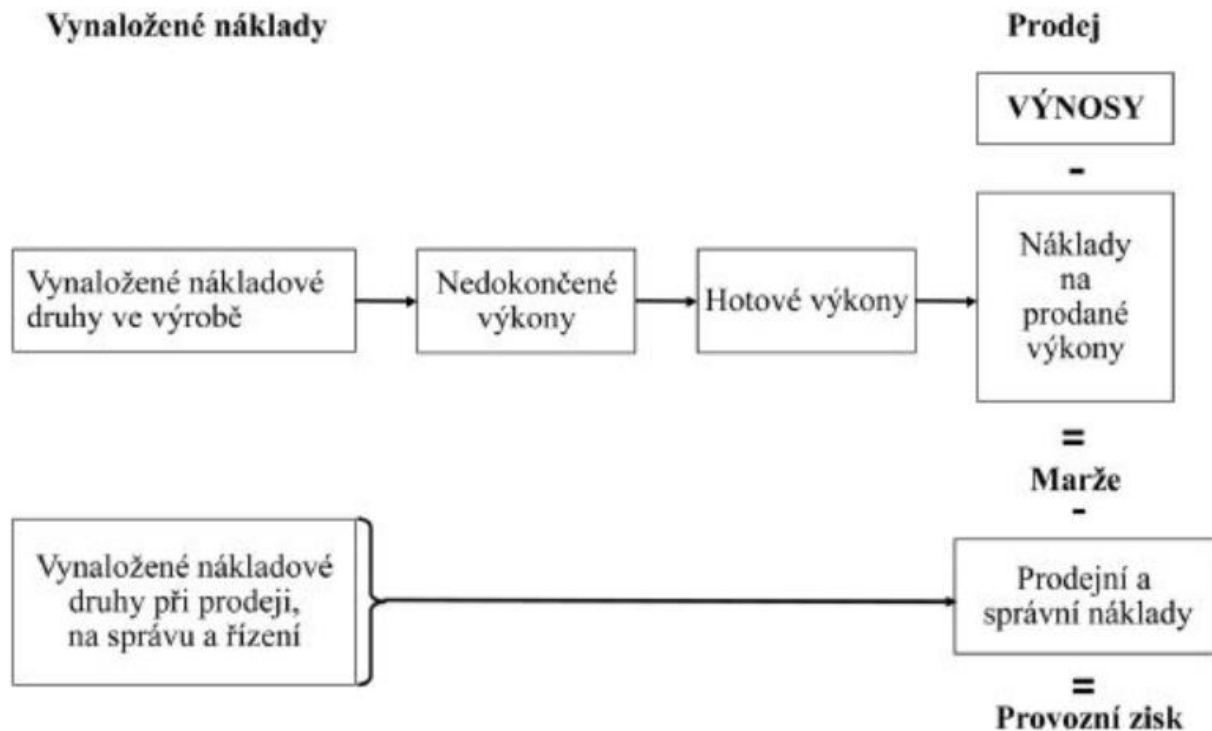 Vynaložené náklady
Prodej
VÝNOSY
-
Vynaložené nákladové
druhy ve výrobě
Nedokončené
výkony
Hotové výkony
Náklady
na
prodané
výkony
=
Marže
-
Vynaložené nákladové
druhy při prodeji,
na správu a řízení
Prodejní a
správní náklady
=
Provozní zisk